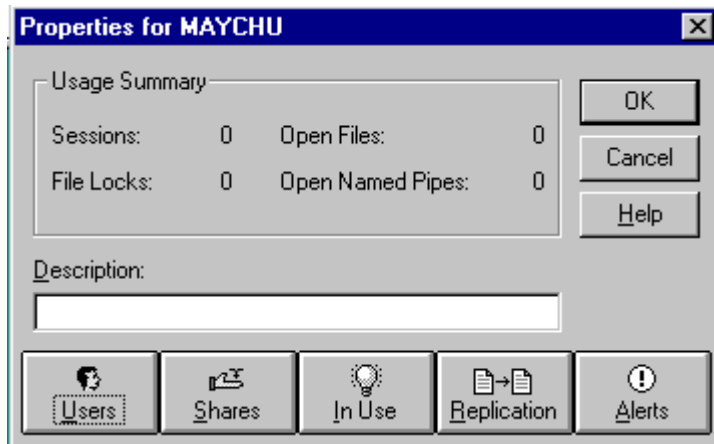 Properties for MAYCHU
Usage Summary
OK
Sessions: 0 Open Files: 0
Cancel
File Locks: 0 Open Named Pipes: 0
Help
Description:
Users Shares In Use Replication Alerts